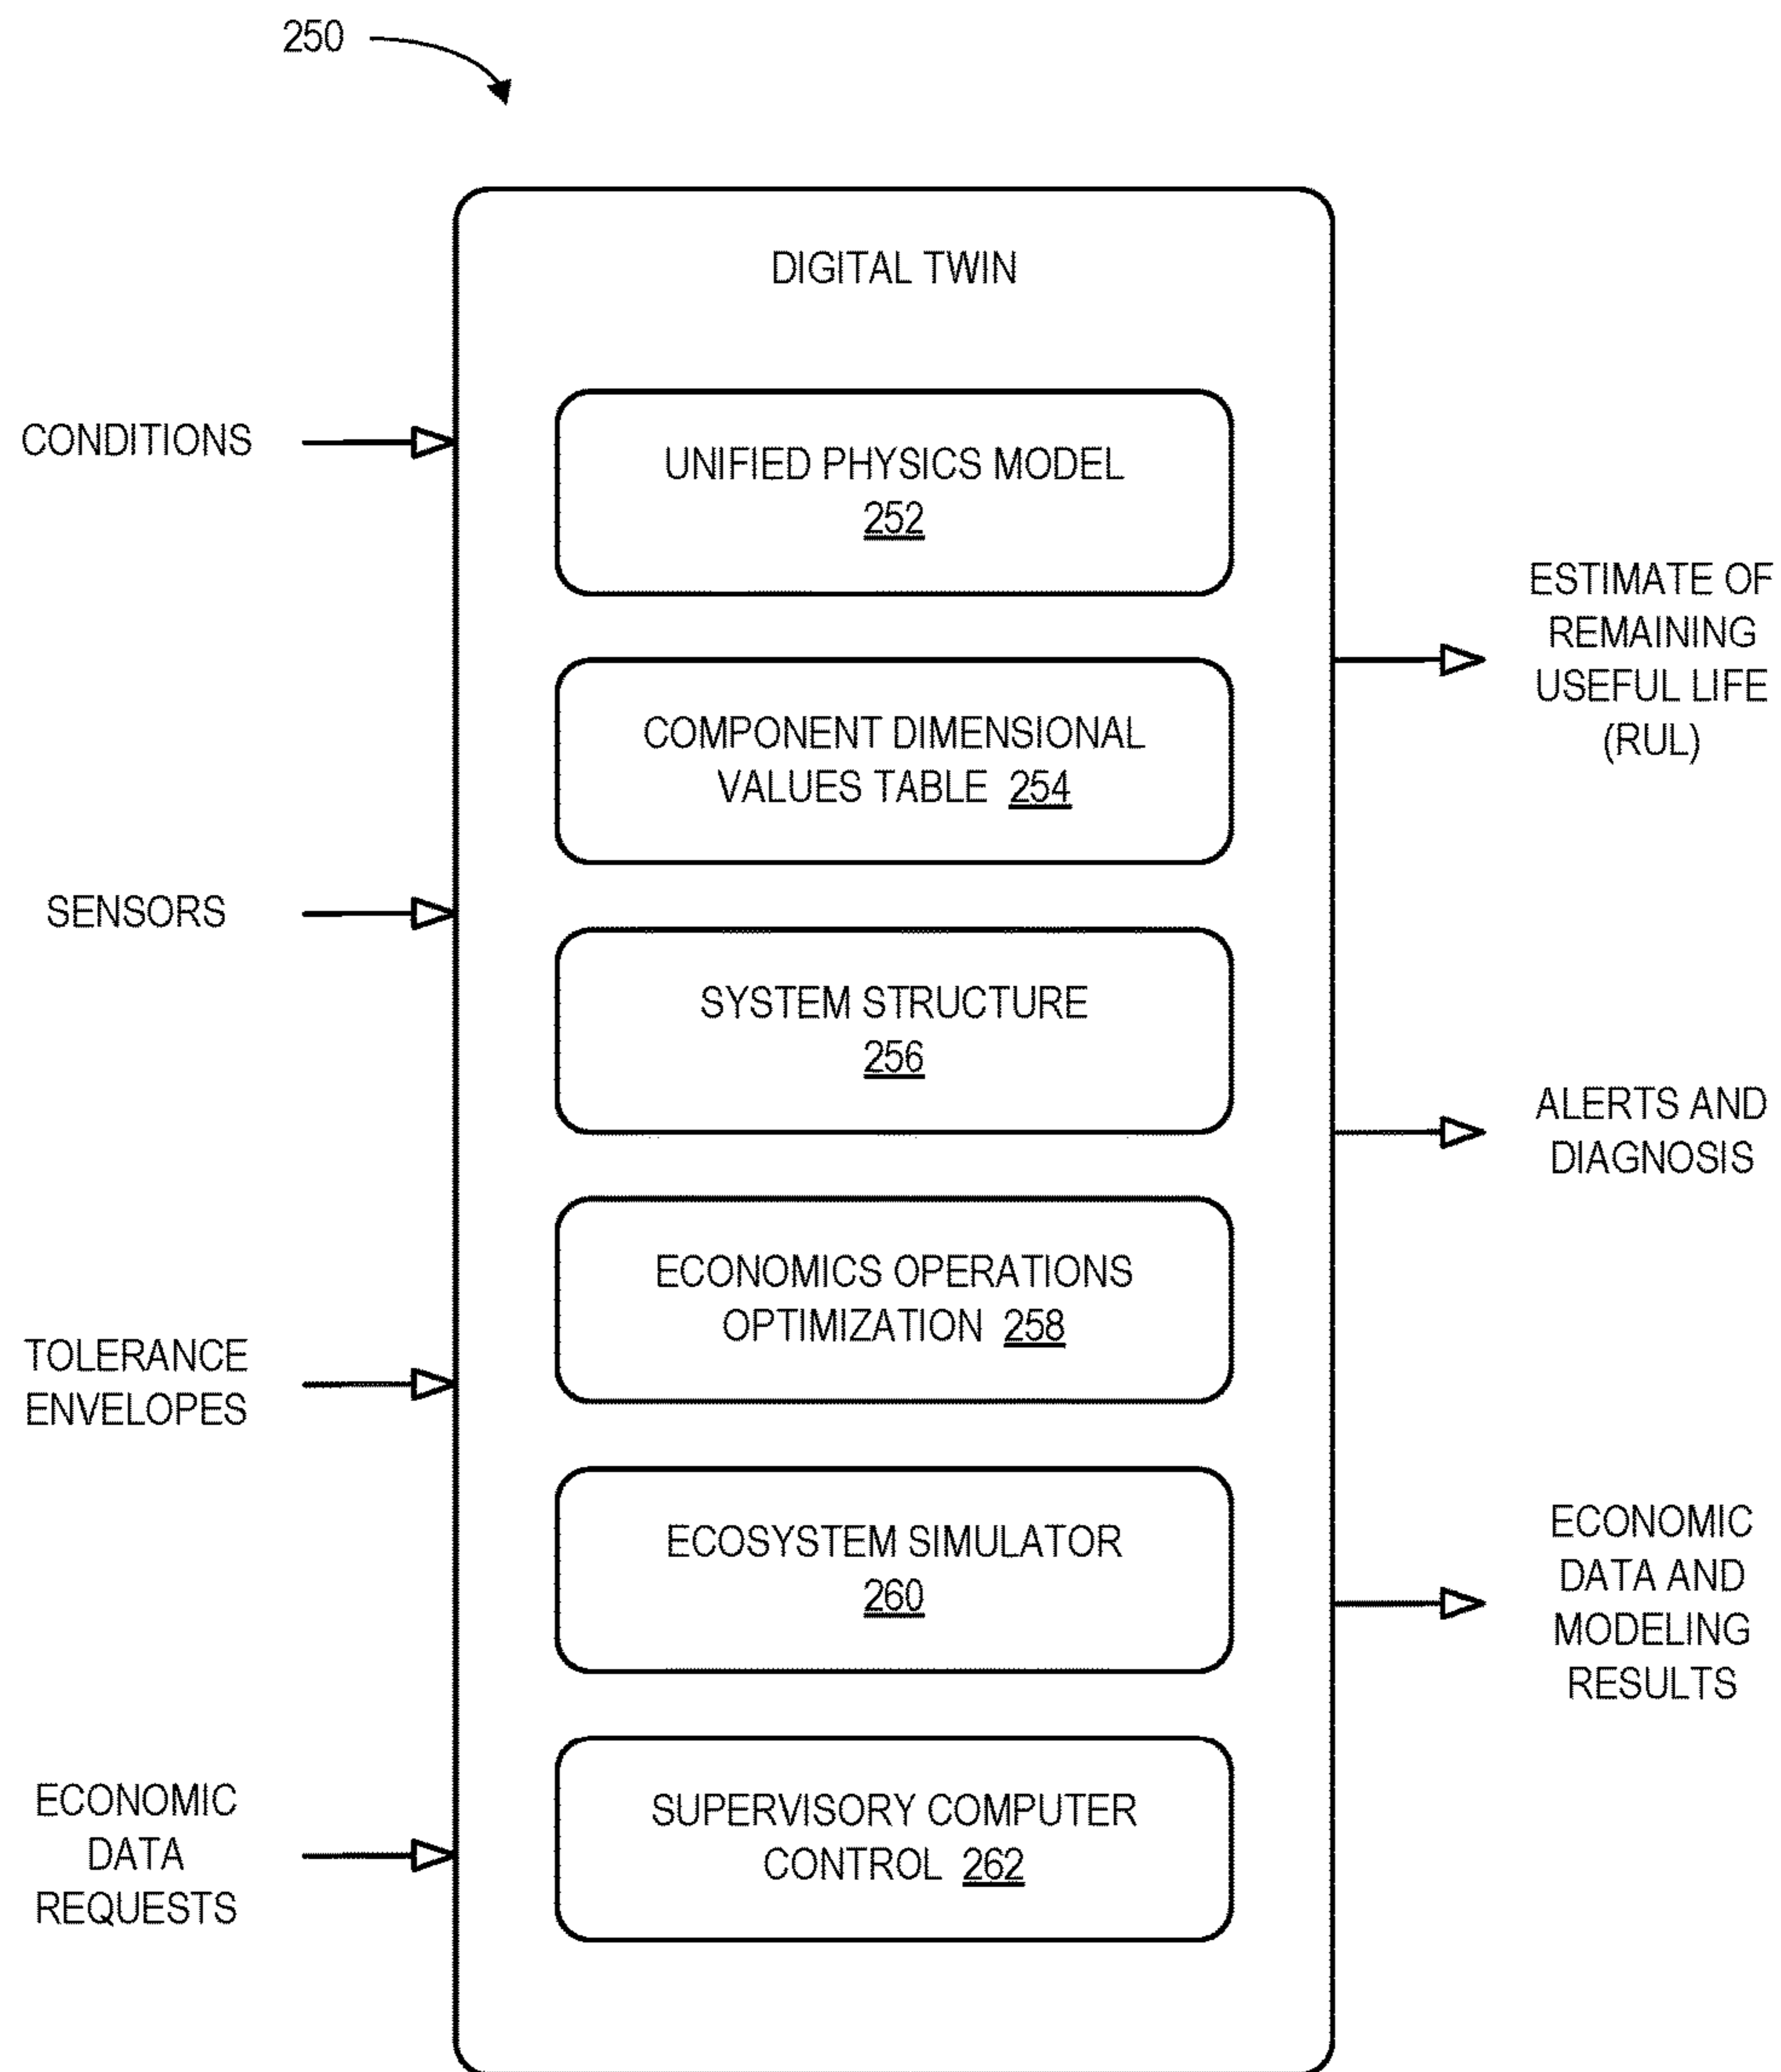 250
DIGITAL TWIN
CONDITIONS
SENSORS
TOLERANCE
ENVELOPES
ECONOMIC
DATA
REQUESTS
UNIFIED PHYSICS MODEL
252
COMPONENT DIMENSIONAL
VALUES TABLE 254
SYSTEM STRUCTURE
256
ECONOMICS OPERATIONS
OPTIMIZATION 258
ECOSYSTEM SIMULATOR
260
SUPERVISORY COMPUTER
CONTROL 262
ESTIMATE OF
REMAINING
USEFUL LIFE
(RUL)
ALERTS AND
DIAGNOSIS
ECONOMIC
DATA AND
MODELING
RESULTS